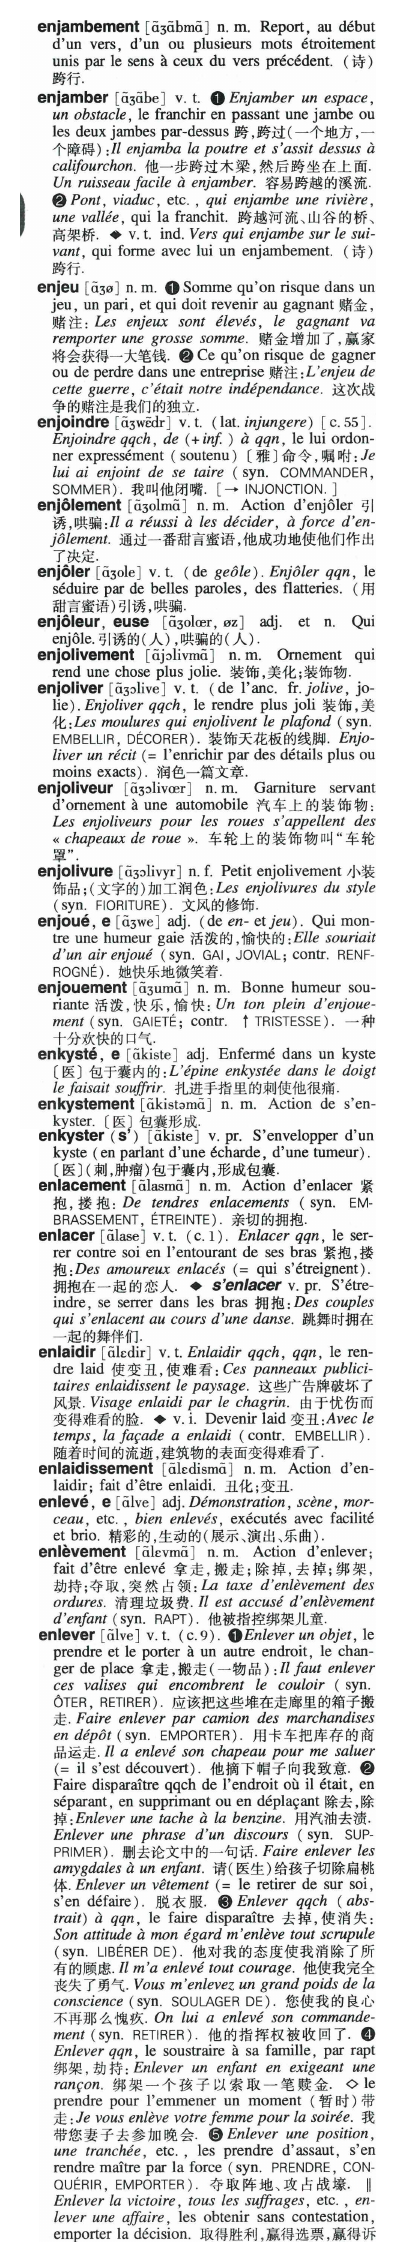 enjambement [ɑ̃ʒɑ̃bmɑ̃] n. m. Report, au début
d'un vers, d'un ou plusieurs mots étroitement
unis par le sens à ceux du vers précédent. (诗)
跨行.
enjamber [ɑ̃ʒɑ̃be] v. t. ❶ Enjamber un espace,
un obstacle, le franchir en passant une jambe ou
les deux jambes par-dessus 跨,跨过(一个地方,一
个障碍):Il enjamba la poutre et s'assit dessus à
califourchon. 他一步跨过木梁,然后跨坐在上面.
Un ruisseau facile à enjamber. 容易跨越的溪流.
❷ Pont, viaduc, etc., qui enjambe une rivière,
une vallée, qui la franchit. 跨越河流、山谷的桥、
高架桥. ◆ v. t. ind. Vers qui enjambe sur le sui-
vant, qui forme avec lui un enjambement. (诗)
跨行.
enjeu [ɑ̃ʒø] n. m. ❶ Somme qu'on risque dans un
jeu, un pari, et qui doit revenir au gagnant 赌金,
赌注: Les enjeux sont élevés, le gagnant va
remporter une grosse somme. 赌金增加了,赢家
将会获得一大笔钱. ❷ Ce qu'on risque de gagner
ou de perdre dans une entreprise 赌注:L'enjeu de
cette guerre, c'était notre indépendance. 这次战
争的赌注是我们的独立.
enjoindre [ɑ̃ʒwɛ̃dr] v. t. (lat. injungere) [c. 55].
Enjoindre qqch, de (+ inf.) à qqn, le lui ordon-
ner expressément (soutenu) 〔雅〕命令,嘱咐:Je
lui ai enjoint de se taire (syn. COMMANDER,
SOMMER). 我叫他闭嘴. [→ INJONCTION.]
enjôlement [ɑ̃ʒolmɑ̃] n. m. Action d'enjôler 引
诱,哄骗:Il a réussi à les décider, à force d'en-
jôlement. 通过一番甜言蜜语,他成功地使他们作出
了决定.
enjôler [ɑ̃ʒole] v. t. (de geôle). Enjôler qqn, le
séduire par de belles paroles, des flatteries. (用
甜言蜜语)引诱,哄骗.
enjôleur, euse [ɑ̃ʒolœr, øz] adj. et n. Qui
enjôle. 引诱的(人),哄骗的(人).
enjolivement [ɑ̃jɔlivmɑ̃] n. m. Ornement qui
rend une chose plus jolie. 装饰,美化;装饰物.
enjoliver [ɑ̃ʒɔlive] v. t. (de l'anc. fr. jolive, jo-
lie). Enjoliver qqch, le rendre plus joli 装饰,美
化:Les moulures qui enjolivent le plafond (syn.
EMBELLIR, DÉCORER). 装饰天花板的线脚. Enjo-
liver un récit (= l'enrichir par des détails plus ou
moins exacts). 润色一篇文章.
enjoliveur [ɑ̃ʒɔlivœr] n. m. Garniture servant
d'ornement à une automobile 汽车上的装饰物:
Les enjoliveurs pour les roues s'appellent des
« chapeaux de roue ». 车轮上的装饰物叫“车轮
罩”.
enjolivure [ɑ̃ʒɔlivyr] n. f. Petit enjolivement 小装
饰品;(文字的)加工润色:Les enjolivures du style
(syn. FIORITURE). 文风的修饰.
enjoué, e [ɑ̃ʒwe] adj. (de en- et jeu). Qui mon-
tre une humeur gaie 活泼的,愉快的:Elle souriait
d'un air enjoué (syn. GAI, JOVIAL; contr. RENF-
ROGNÉ). 她快乐地微笑着.
enjouement [ɑ̃ʒumɑ̃] n. m. Bonne humeur sou-
riante 活泼,快乐,愉快: Un ton plein d'enjoue-
ment (syn. GAIETÉ; contr. ↑ TRISTESSE). 一种
十分欢快的口气.
enkysté, e [ɑ̃kiste] adj. Enfermé dans un kyste
〔医〕包于囊内的:L'épine enkystée dans le doigt
le faisait souffrir. 扎进手指里的刺使他很痛.
enkystement [ɑ̃kistəmɑ̃] n. m. Action de s'en-
kyster. 〔医〕包囊形成.
enkyster (s') [ɑ̃kiste] v. pr. S'envelopper d'un
kyste (en parlant d'une écharde, d'une tumeur).
〔医〕(刺,肿瘤)包于囊内,形成包囊.
enlacement [ɑ̃lasmɑ̃] n. m. Action d'enlacer 紧
抱,搂抱: De tendres enlacements (syn. EM-
BRASSEMENT, ÉTREINTE). 亲切的拥抱.
enlacer [ɑ̃lase] v. t. (c. 1). Enlacer qqn, le ser-
rer contre soi en l'entourant de ses bras 紧抱,搂
抱:Des amoureux enlacés (= qui s'étreignent).
拥抱在一起的恋人. ◆ s'enlacer v. pr. S'étre-
indre, se serrer dans les bras 拥抱:Des couples
qui s'enlacent au cours d'une danse. 跳舞时拥在
一起的舞伴们.
enlaidir [ɑ̃lɛdir] v. t. Enlaidir qqch, qqn, le ren-
dre laid 使变丑,使难看: Ces panneaux publici-
taires enlaidissent le paysage. 这些广告牌破坏了
风景. Visage enlaidi par le chagrin. 由于忧伤而
变得难看的脸. ◆ v. i. Devenir laid 变丑:Avec le
temps, la façade a enlaidi (contr. EMBELLIR).
随着时间的流逝,建筑物的表面变得难看了.
enlaidissement [ɑ̃lɛdismɑ̃] n. m. Action d'en-
laidir; fait d'être enlaidi. 丑化;变丑.
enlevé, e [ɑ̃lve] adj. Démonstration, scène, mor-
ceau, etc., bien enlevés, exécutés avec facilité
et brio. 精彩的,生动的(展示、演出、乐曲).
enlèvement [ɑ̃lɛvmɑ̃] n. m. Action d'enlever;
fait d'être enlevé 拿走,搬走;除掉,去掉;绑架,
劫持;夺取,突然占领: La taxe d'enlèvement des
ordures. 清理垃圾费. Il est accusé d'enlèvement
d'enfant (syn. RAPT). 他被指控绑架儿童.
enlever [ɑ̃lve] v. t. (c. 9). ❶Enlever un objet, le
prendre et le porter à un autre endroit, le chan-
ger de place 拿走,搬走(一物品):Il faut enlever
ces valises qui encombrent le couloir (syn.
ÔTER, RETIRER). 应该把这些堆在走廊里的箱子搬
走. Faire enlever par camion des marchandises
en dépôt (syn. EMPORTER). 用卡车把库存的商
品运走. Il a enlevé son chapeau pour me saluer
(= il s'est découvert). 他摘下帽子向我致意. ❷
Faire disparaître qqch de l'endroit où il était, en
séparant, en supprimant ou en déplaçant 除去,除
掉:Enlever une tache à la benzine. 用汽油去渍.
Enlever une phrase d'un discours (syn. SUP-
PRIMER). 删去论文中的一句话. Faire enlever les
amygdales à un enfant. 请(医生)给孩子切除扁桃
体. Enlever un vêtement (= le retirer de sur soi,
s'en défaire). 脱衣服. ❸ Enlever qqch (abs-
trait) à qqn, le faire disparaître 去掉,使消失:
Son attitude à mon égard m'enlève tout scrupule
(syn. LIBÉRER DE). 他对我的态度使我消除了所
有的顾虑. Il m'a enlevé tout courage. 他使我完全
丧失了勇气. Vous m'enlevez un grand poids de la
conscience (syn. SOULAGER DE). 您使我的良心
不再那么愧疚. On lui a enlevé son commande-
ment (syn. RETIRER). 他的指挥权被收回了. ❹
Enlever qqn, le soustraire à sa famille, par rapt
绑架,劫持: Enlever un enfant en exigeant une
rançon. 绑架一个孩子以索取一笔赎金. ◇ le
prendre pour l'emmener un moment (暂时)带
走:Je vous enlève votre femme pour la soirée. 我
带您妻子去参加晚会. ❺ Enlever une position,
une tranchée, etc., les prendre d'assaut, s'en
rendre maître par la force (syn. PRENDRE, CON-
QUÉRIR, EMPORTER). 夺取阵地、攻占战壕. ‖
Enlever la victoire, tous les suffrages, etc., en-
lever une affaire, les obtenir sans contestation,
emporter la décision. 取得胜利,赢得选票,赢得诉